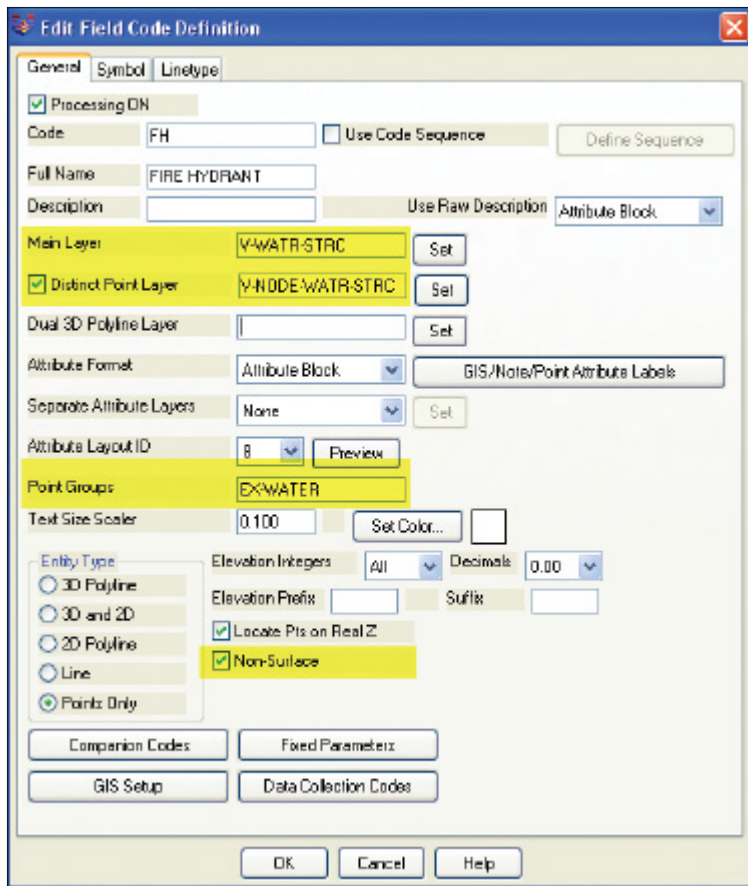 Edit Field Code Definition
General Symbol Linetype
Processing ON
Code FH Use Code Sequence Define Sequence
Full Name FIRE HYDRANT
Description Use Raw Description Attribute Block
Main Layer V-WATR-STRC Set
Distinct Point Layer V-NODE-WATR-STRC Set
Dual 3D Polyline Layer Set
Attribute Format Attribute Block GIS/Note/Point Attribute Labels
Separate Attribute Layers None Set
Attribute Layout ID 8 Preview
Point Groups EX-WATER
Text Size Scaler 0.100 Set Color...
Entity Type Elevation Integers All Decimals 0.00
3D Polyline
Elevation Prefix Suffix
3D and 2D
Locate Pts on Real Z
2D Polyline
Non-Surface
Line
Points Only
Companion Codes Fixed Parameters
GIS Setup Data Collection Codes
OK Cancel Help